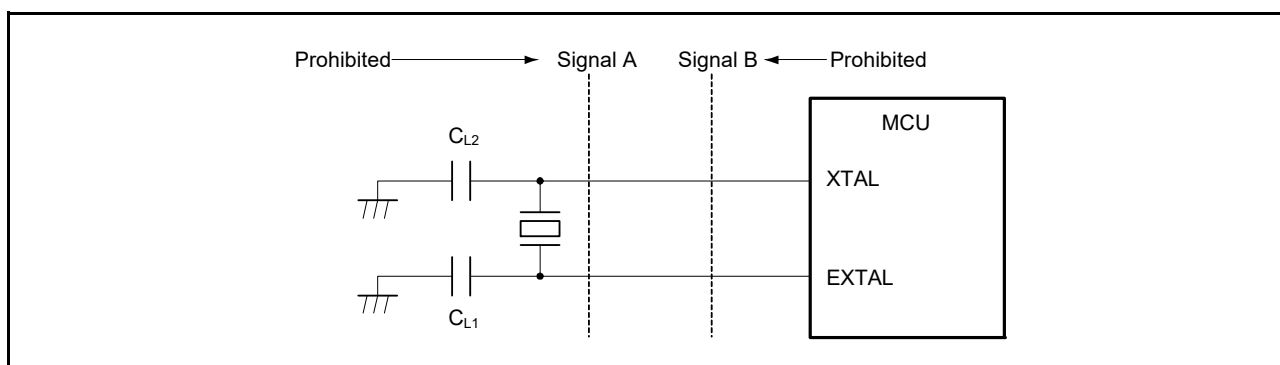 Prohibited Signal A Signal B Prohibited
MCU
CL2
XTAL
EXTAL
CL1